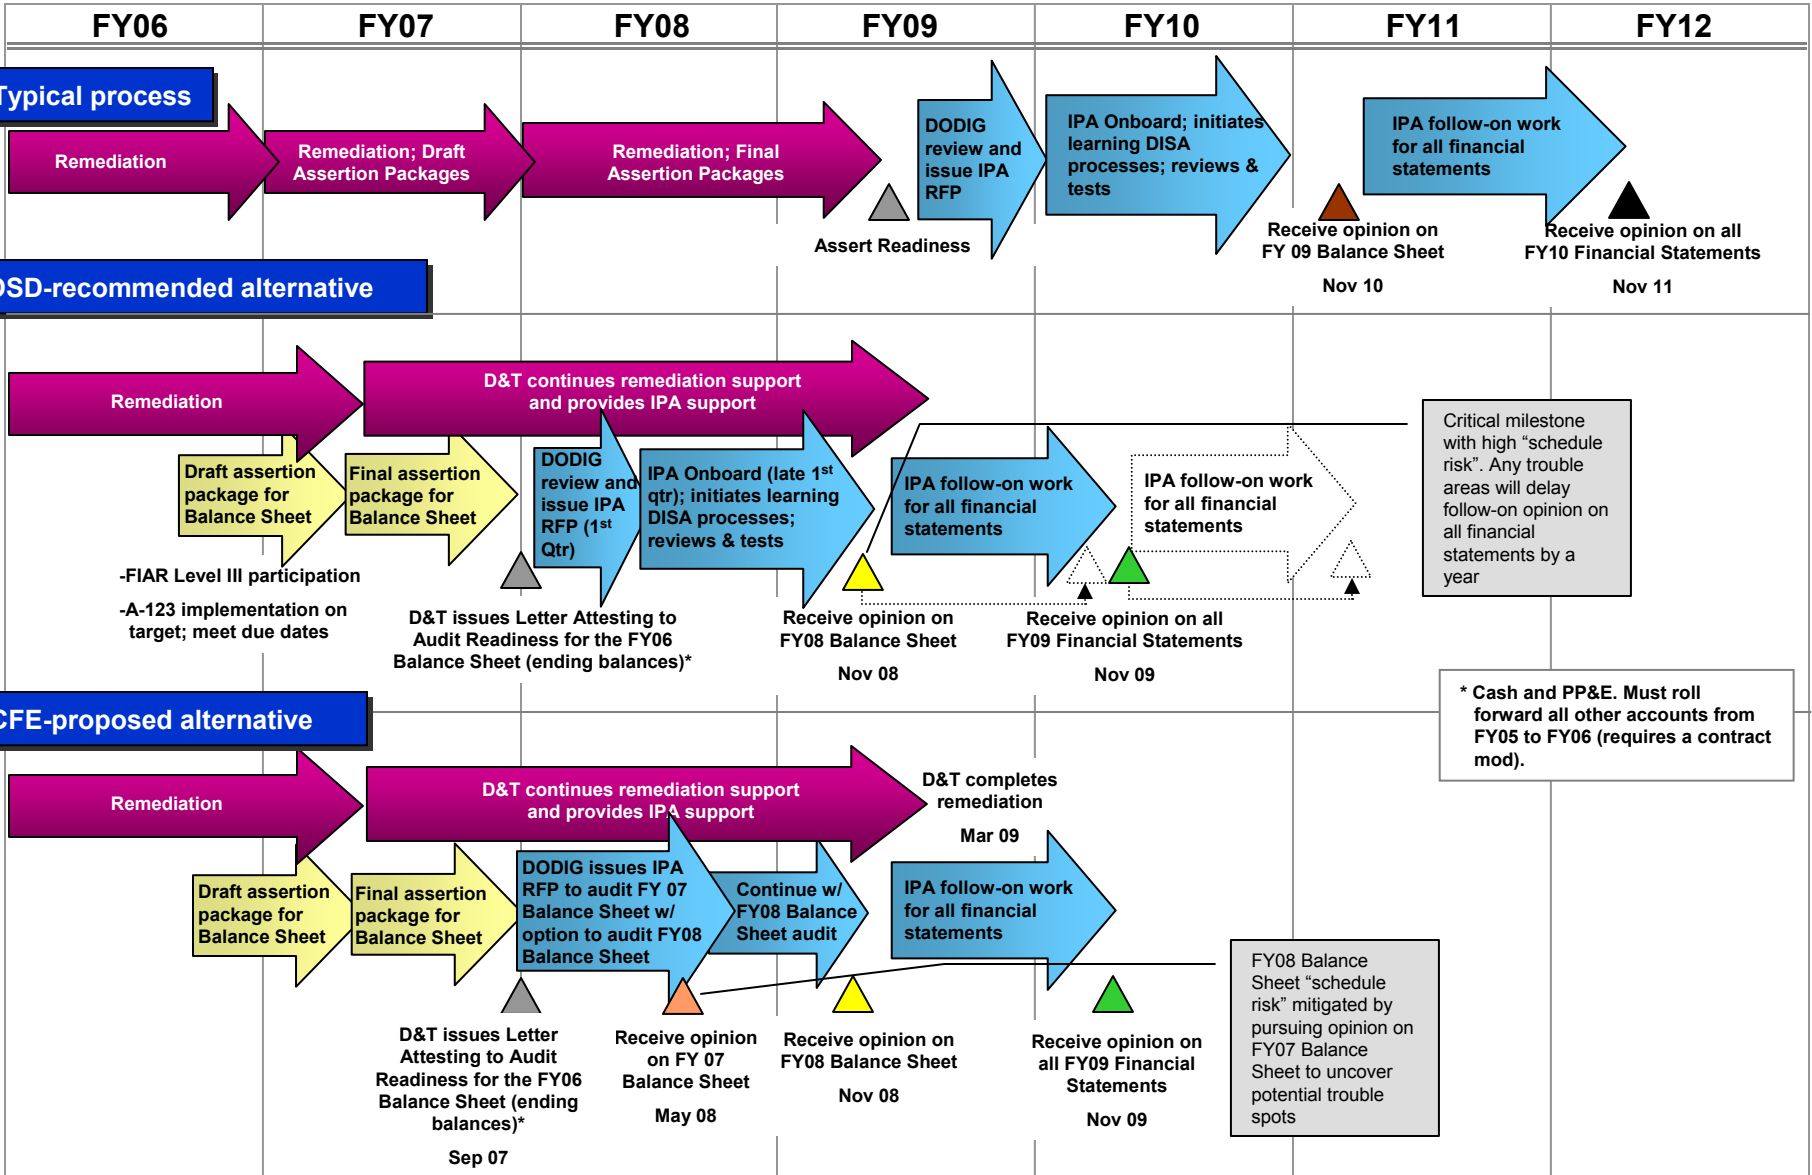 FY06 FY07 FY08 FY09 FY10 FY11 FY12
Typical process
Remediation
Remediation; Draft
Assertion Packages
Remediation; Final
Assertion Packages
Assert Readiness
DODIG
review and
issue IPA
RFP
IPA Onboard; initiates
learning DISA
processes; reviews &
tests
Receive opinion on
FY 09 Balance Sheet
Nov 10
IPA follow-on work
for all financial
statements
Receive opinion on all
FY10 Financial Statements
Nov 11
OSD-recommended alternative
Remediation
D&T continues remediation support
and provides IPA support
Draft assertion
package for
Balance Sheet
Final assertion
package for
Balance Sheet
-FIAR Level III participation
-A-123 implementation on
target; meet due dates
D&T issues Letter Attesting to
Audit Readiness for the FY06
Balance Sheet (ending balances)*
DODIG
review and
issue IPA
RFP (1st
Qtr)
IPA Onboard (late 1st
qtr); initiates learning
DISA processes;
reviews & tests
Receive opinion on
FY08 Balance Sheet
Nov 08
IPA follow-on work
for all financial
statements
Receive opinion on all
FY09 Financial Statements
Nov 09
IPA follow-on work
for all financial
statements
Critical milestone
with high “schedule
risk”. Any trouble
areas will delay
follow-on opinion on
all financial
statements by a
year
* Cash and PP&E. Must roll
forward all other accounts from
FY05 to FY06 (requires a contract
mod).
CFE-proposed alternative
Remediation
D&T continues remediation support
and provides IPA support
D&T completes
remediation
Mar 09
Draft assertion
package for
Balance Sheet
Final assertion
package for
Balance Sheet
DODIG issues IPA
RFP to audit FY 07
Balance Sheet w/
option to audit FY08
Balance Sheet
Continue w/
FY08 Balance
Sheet audit
IPA follow-on work
for all financial
statements
D&T issues Letter
Attesting to Audit
Readiness for the FY06
Balance Sheet (ending
balances)*
Sep 07
Receive opinion
on FY 07
Balance Sheet
May 08
Receive opinion on
FY08 Balance Sheet
Nov 08
Receive opinion on
all FY09 Financial
Statements
Nov 09
FY08 Balance
Sheet “schedule
risk” mitigated by
pursuing opinion on
FY07 Balance
Sheet to uncover
potential trouble
spots